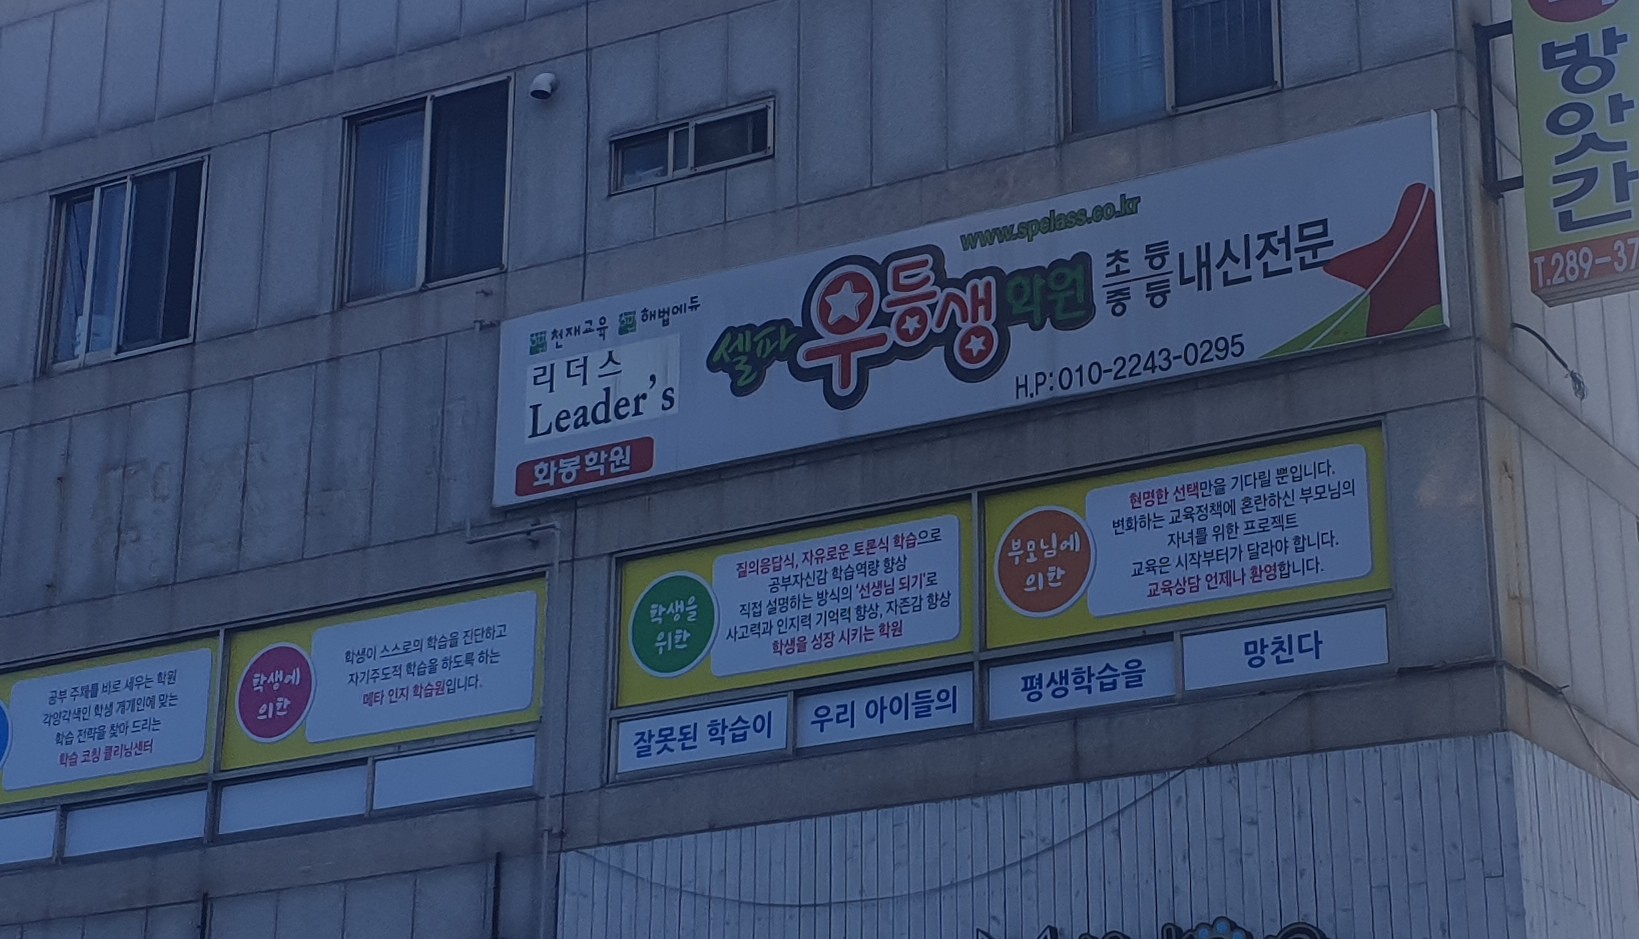 방앗간
T.289-37
www.spelass.co.kr
천재교육 해법에듀
리더스
Leader's
화봉학원
셀파 우등생 학원
초등
중등
내신전문
H.P:010-2243-0295
공부 주체를 바로 세우는 학원
각양각색인 학생 개개인에 맞는
학습 전략을 찾아 드리는
학습 코칭 클리닝센터
학생에
의한
학생이 스스로의 학습을 진단하고
자기주도적 학습을 하도록 하는
메타 인지 학습원입니다.
학생을
위한
질의응답식, 자유로운 토론식 학습으로
공부자신감 학습역량 향상
직접 설명하는 방식의 '선생님 되기'로
사고력과 인지력 기억력 향상, 자존감 향상
학생을 성장 시키는 학원
부모님에
의한
현명한 선택만을 기다릴 뿐입니다.
변화하는 교육정책에 혼란하신 부모님의
자녀를 위한 프로젝트
교육은 시작부터가 달라야 합니다.
교육상담 언제나 환영합니다.
잘못된 학습이 우리 아이들의 평생학습을 망친다